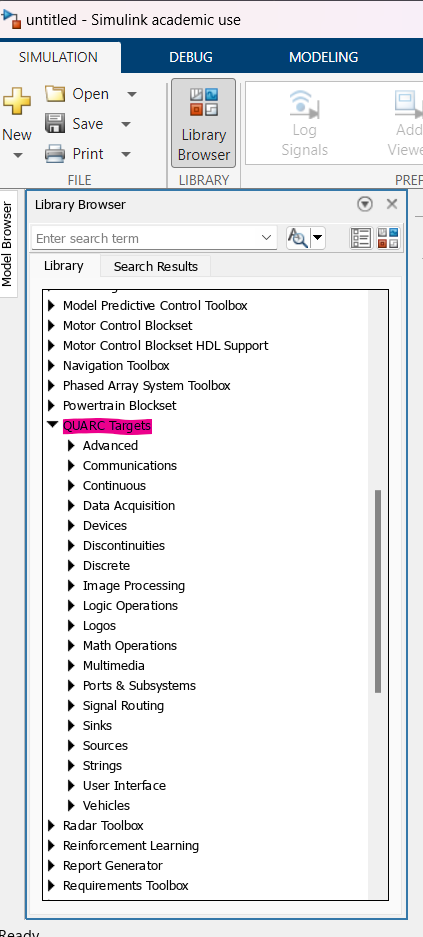 untitled - Simulink academic use
SIMULATION
DEBUG
MODELING
New
Open
Save
Print
FILE
Library
Browser
LIBRARY
Log
Signals
Add
Viewe
PREF
Model Browser
Library Browser
Enter search term
Library
Search Results
Model Predictive Control Toolbox
Motor Control Blockset
Motor Control Blockset HDL Support
Navigation Toolbox
Phased Array System Toolbox
Powertrain Blockset
QUARC Targets
Advanced
Communications
Continuous
Data Acquisition
Devices
Discontinuities
Discrete
Image Processing
Logic Operations
Logos
Math Operations
Multimedia
Ports & Subsystems
Signal Routing
Sinks
Sources
Strings
User Interface
Vehicles
Radar Toolbox
Reinforcement Learning
Report Generator
Requirements Toolbox
Ready